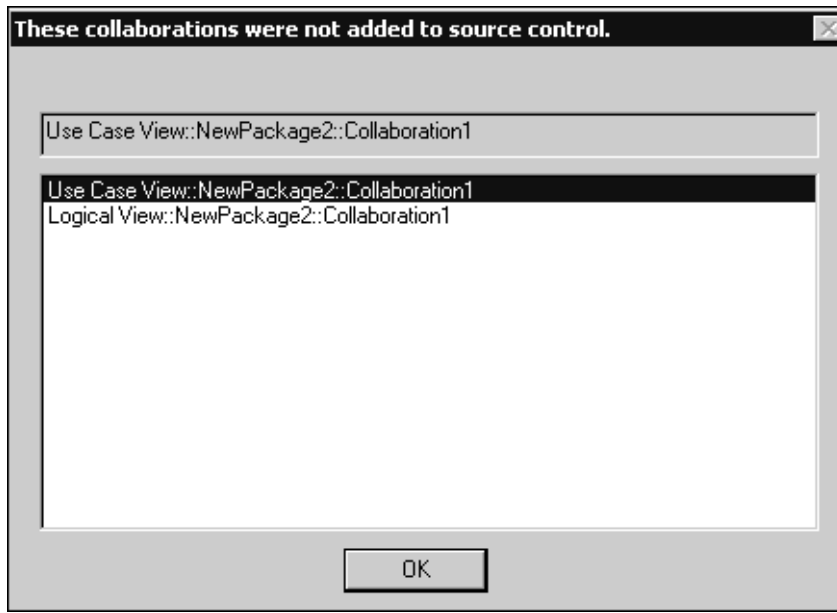 These collaborations were not added to source control.
Use Case View::NewPackage2::Collaboration1
Use Case View::NewPackage2::Collaboration1
Logical View::NewPackage2::Collaboration1
OK